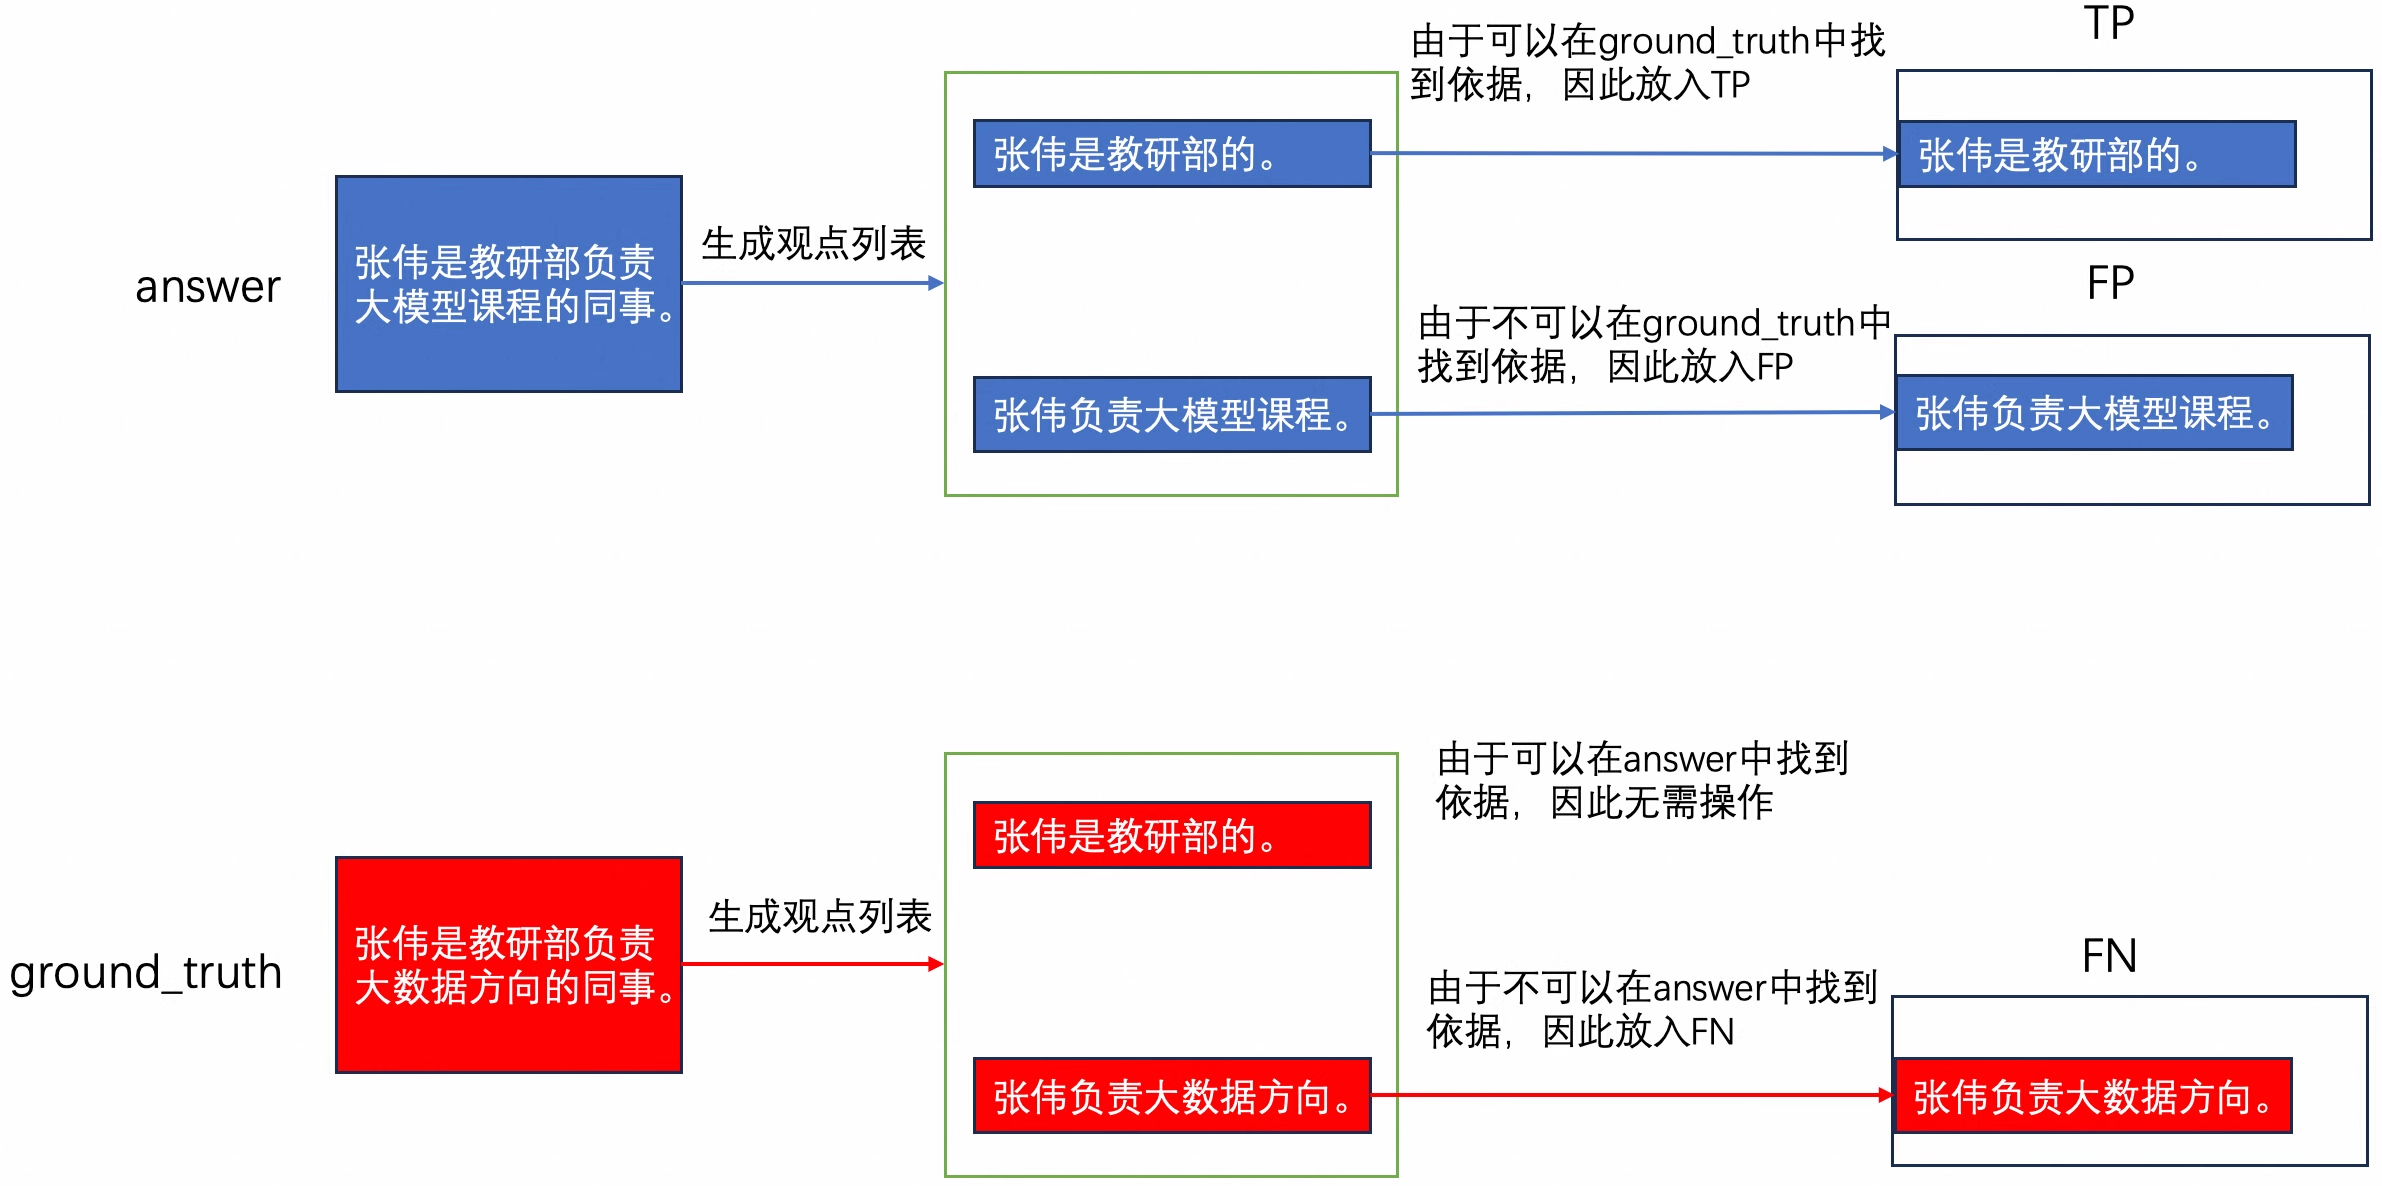 TP
由于可以在ground_truth中找
到依据，因此放入TP
张伟是教研部的。
张伟是教研部的。
answer
张伟是教研部负责
大模型课程的同事。
生成观点列表
FP
由于不可以在ground_truth中
找到依据，因此放入FP
张伟负责大模型课程。
张伟负责大模型课程。
由于可以在answer中找到
依据，因此无需操作
张伟是教研部的。
ground_truth
张伟是教研部负责
大数据方向的同事。
生成观点列表
FN
由于不可以在answer中找到
依据，因此放入FN
张伟负责大数据方向。
张伟负责大数据方向。